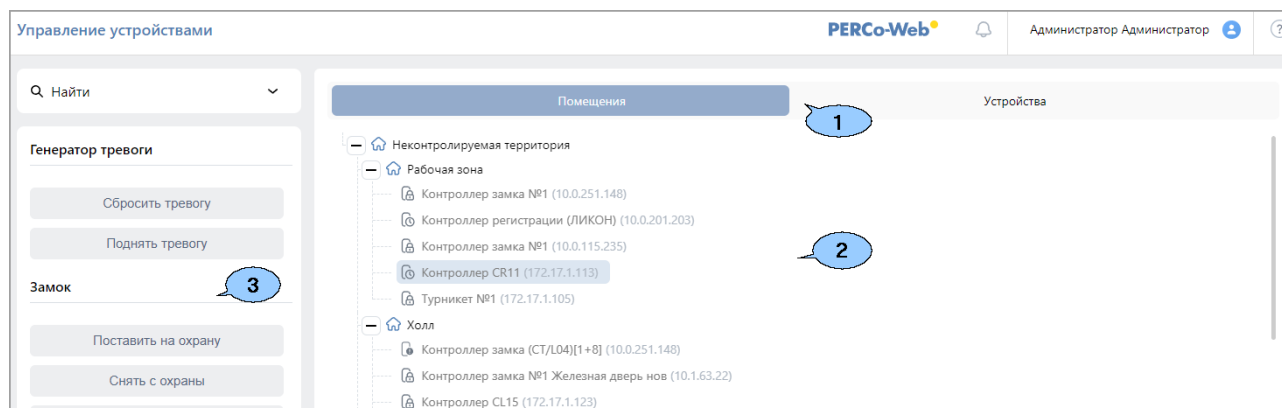 Управление устройствами
PERCo-Web
Администратор Администратор
?
Найти
Помещения
Устройства
1
Генератор тревоги
Сбросить тревогу
Поднять тревогу
Замок
3
Поставить на охрану
Снять с охраны
Неконтролируемая территория
Рабочая зона
Контроллер замка №1 (10.0.251.148)
Контроллер регистрации (ЛИКОН) (10.0.201.203)
Контроллер замка №1 (10.0.115.235)
2
Контроллер CR11 (172.17.1.113)
Турникет №1 (172.17.1.105)
Холл
Контроллер замка (CT/L04)[1+8] (10.0.251.148)
Контроллер замка №1 Железная дверь нов (10.1.63.22)
Контроллер CL15 (172.17.1.123)